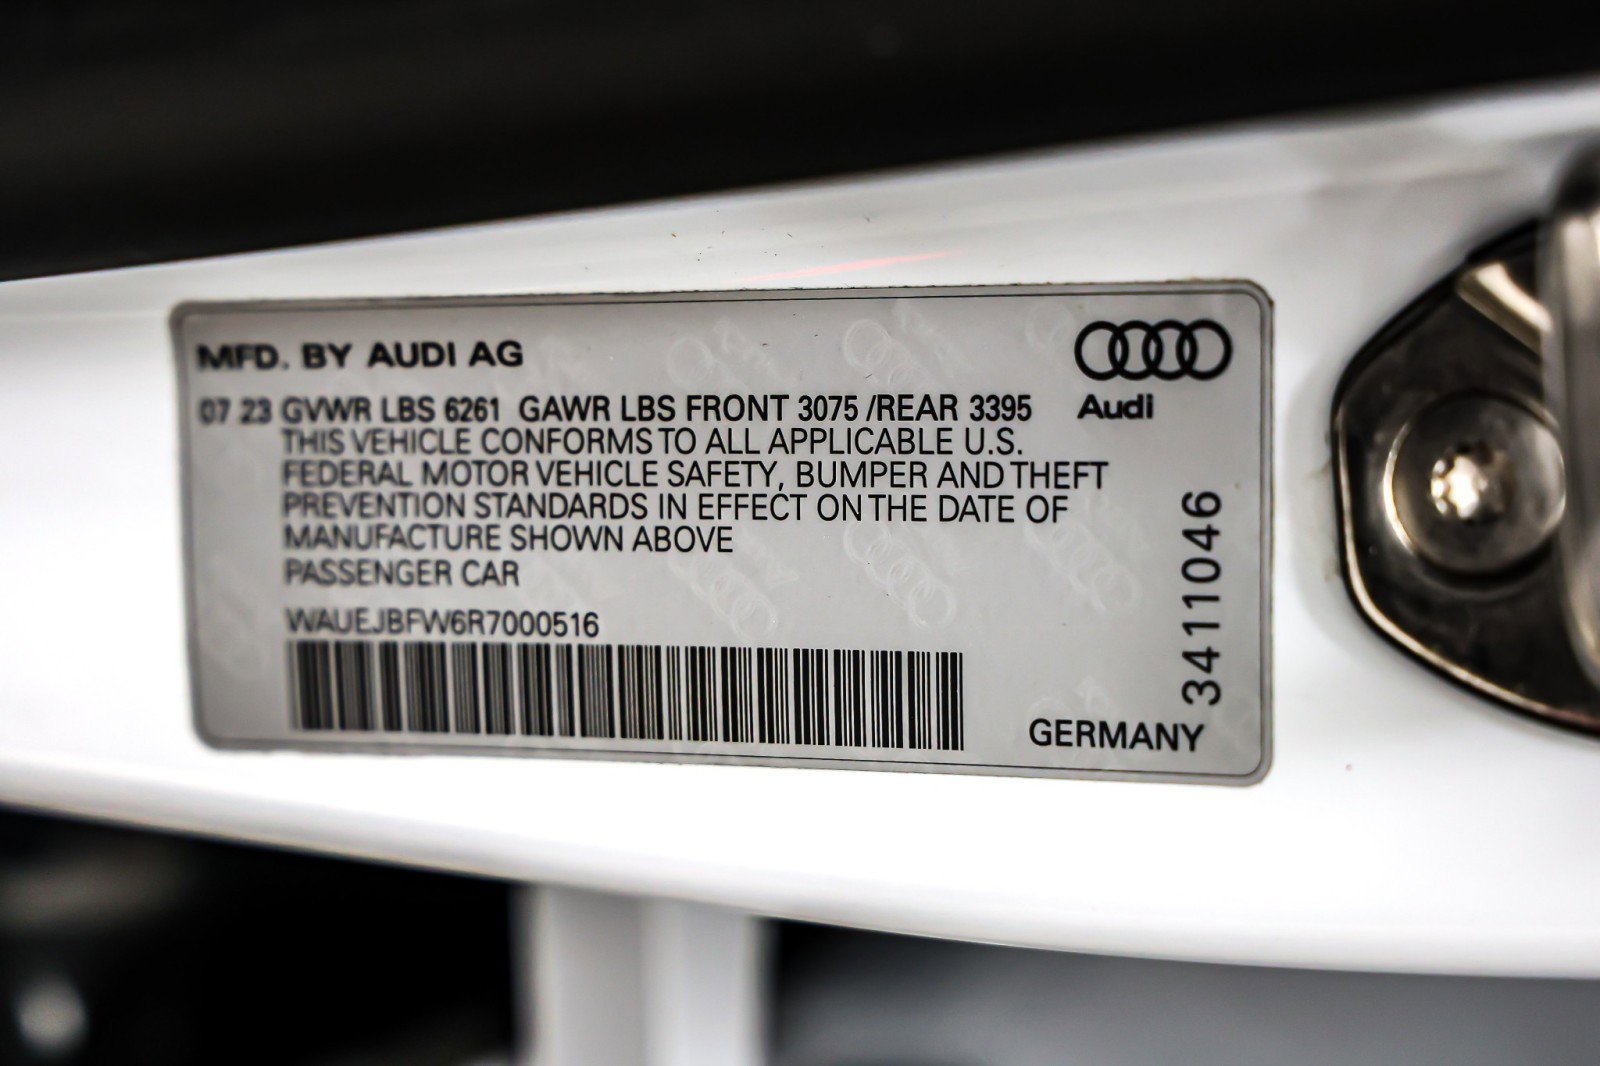 MFD. BY AUDI AG
07 23 GVWR LBS 6261 GAWR LBS FRONT 3075 /REAR 3395
Audi
THIS VEHICLE CONFORMS TO ALL APPLICABLE U.S.
FEDERAL MOTOR VEHICLE SAFETY, BUMPER AND THEFT
PREVENTION STANDARDS IN EFFECT ON THE DATE OF
MANUFACTURE SHOWN ABOVE
PASSENGER CAR
WAUEJBFW6R7000516
GERMANY
3411046